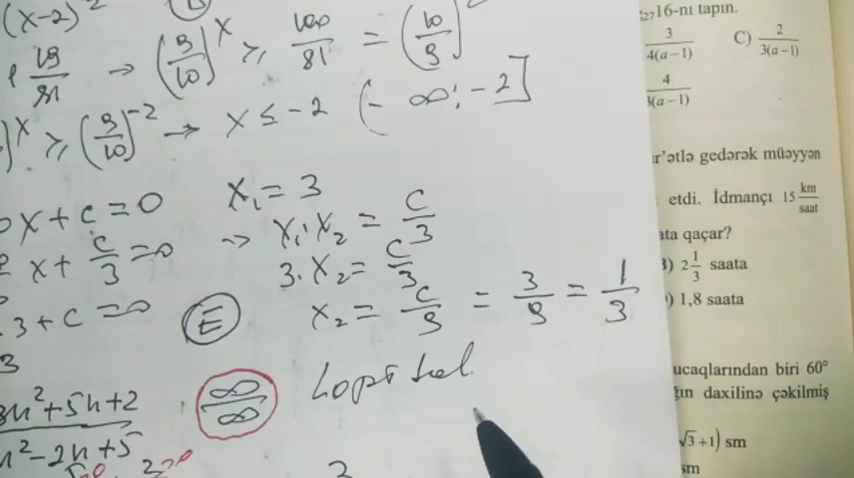 (x-2)²
19/81 → (9/10)^x ≥ 100/81 = (10/9)²
)^x ≥ (9/10)^-2 → x ≤ -2 (-∞; -2]
0x + c = 0 x₁ = 3
x + c/3 = 0 → x₁·x₂ = c/3
3·x₂ = c/3
3 + c = 0 (E) x₂ = c/9 = 3/9 = 1/3
3
3n²+5n+2 / n²-2n+5 ∞/∞ Lopital.
3
16-nı tapın.
3/4(a−1) C) 2/3(a−1)
4/3(a−1)
r’ətlə gedərək müəyyən
etdi. İdmançı 15 km/saat
ata qaçar?
) 2 1/3 saata
) 1,8 saata
ucaqlarından biri 60°
ğın daxilinə çəkilmiş
√3+1) sm
sm